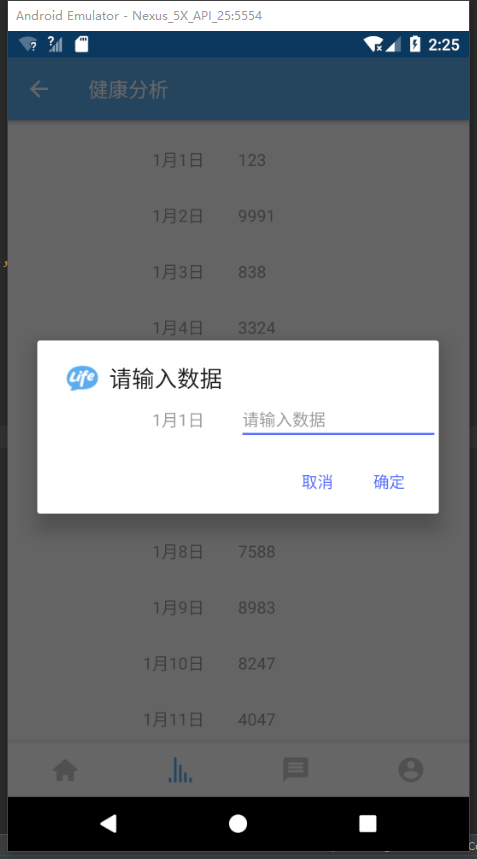 Android Emulator - Nexus_5X_API_25:5554
2:25
健康分析
1月1日 123
1月2日 9991
1月3日 838
1月4日 3324
Life 请输入数据
1月1日 请输入数据
取消 确定
1月8日 7588
1月9日 8983
1月10日 8247
1月11日 4047